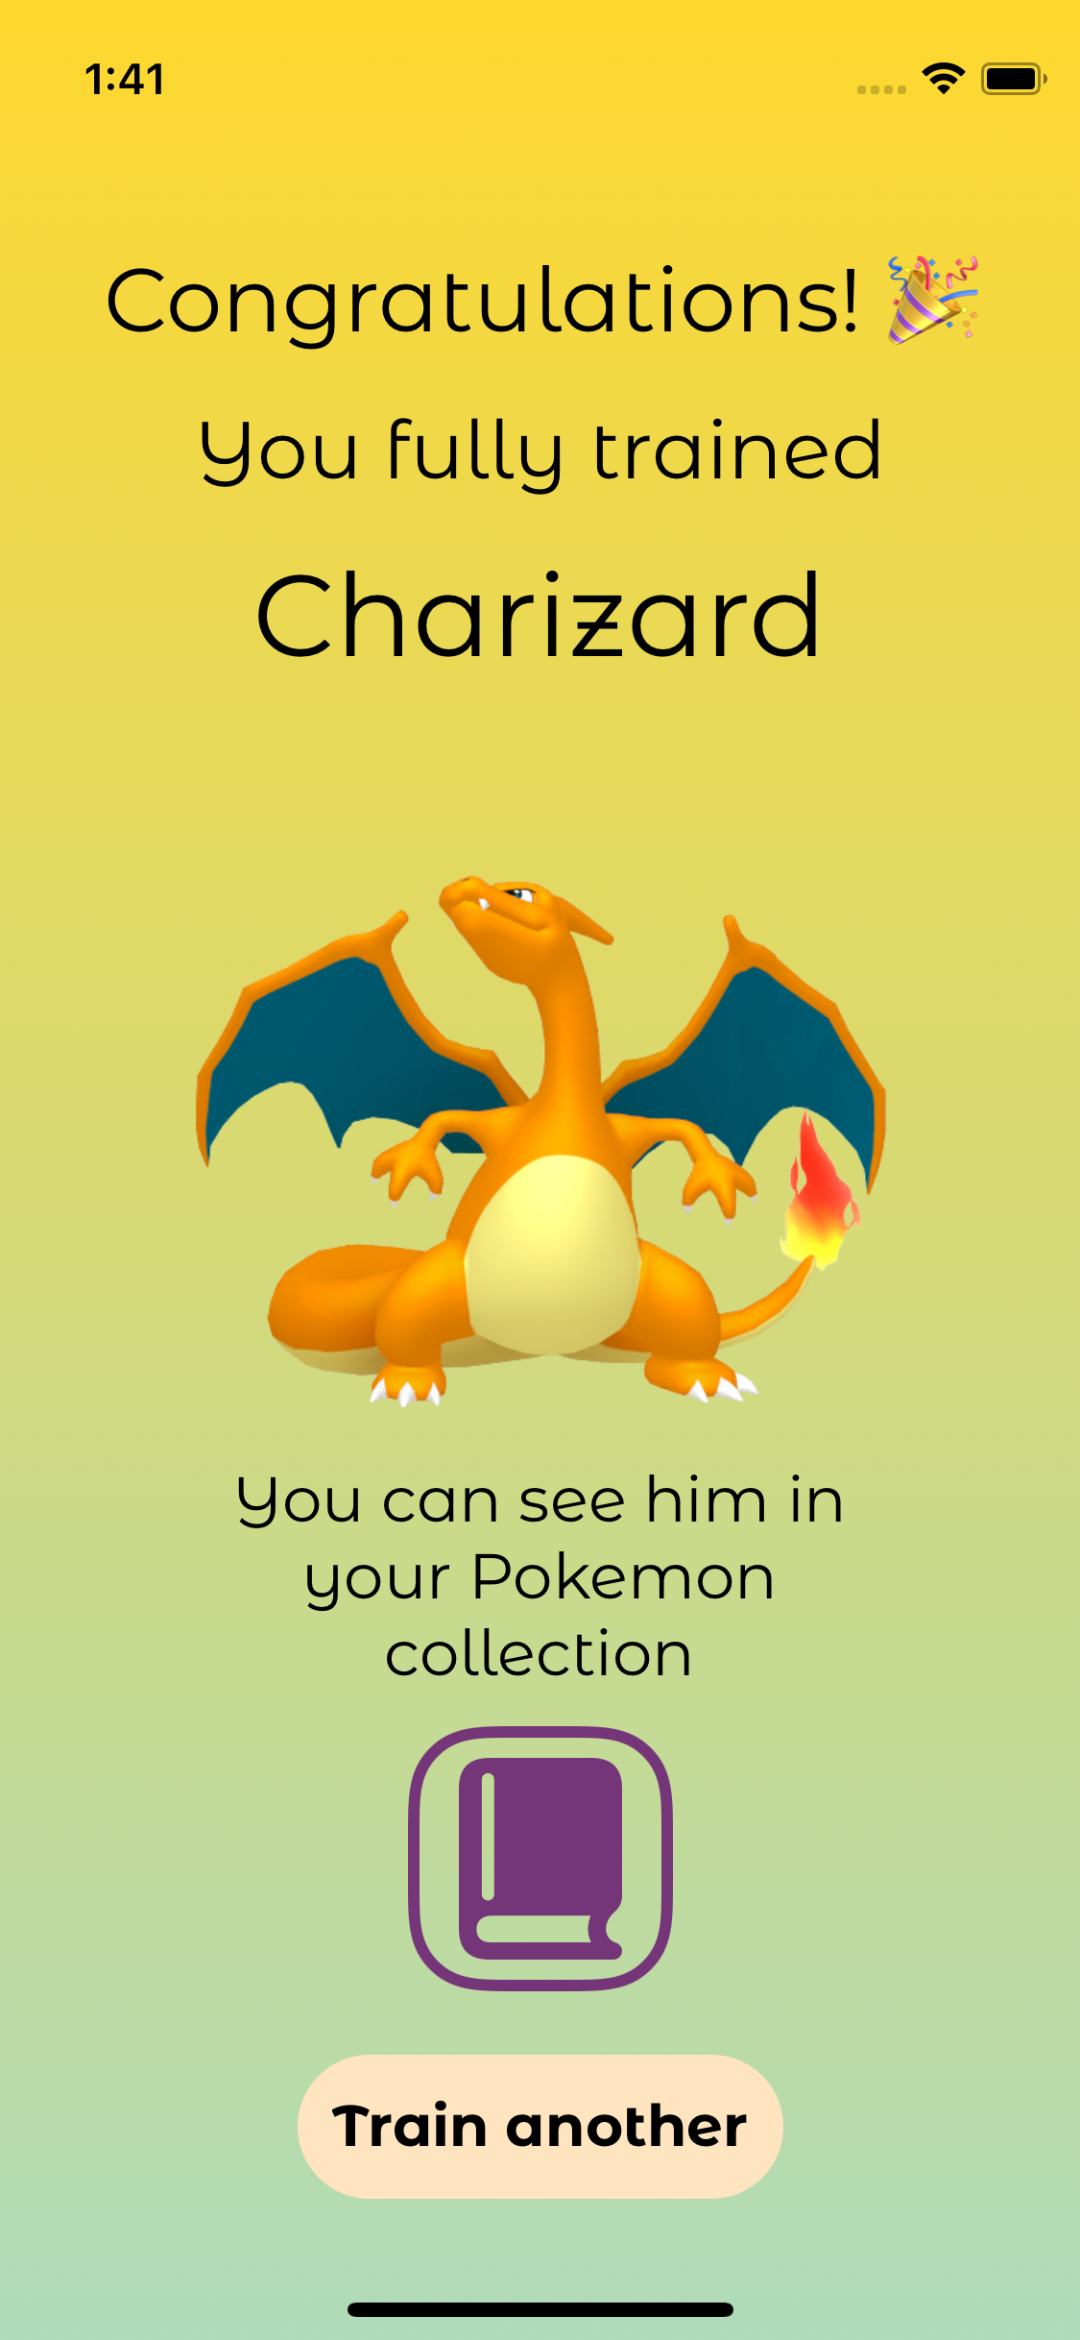 1:41
Congratulations! 🎉
You fully trained
Charizard
You can see him in
your Pokemon
collection
Train another